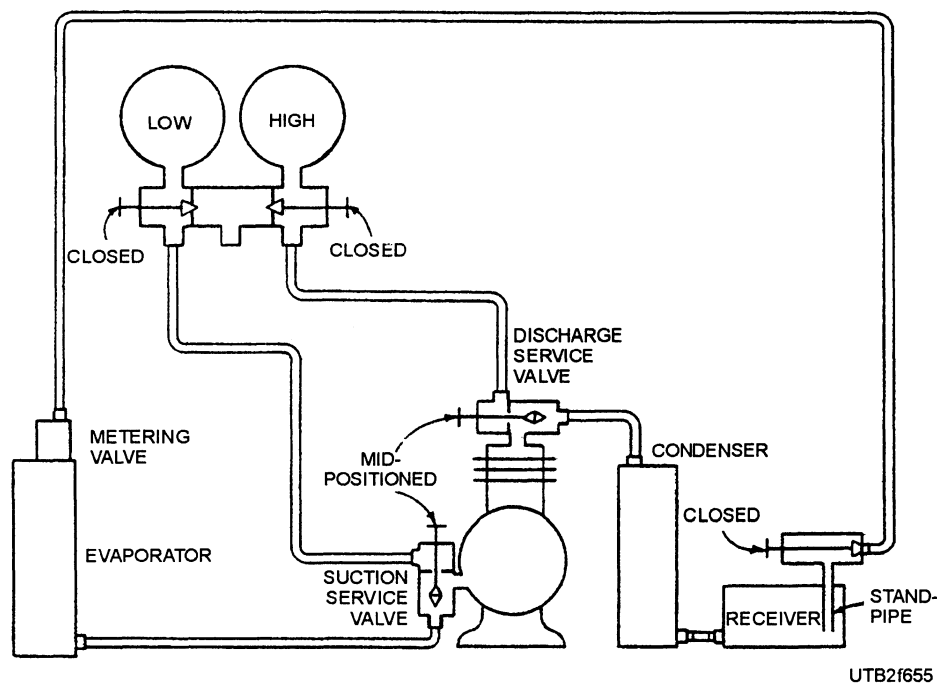 LOW
HIGH
CLOSED
CLOSED
DISCHARGE
SERVICE
VALVE
METERING
VALVE
MID-
POSITIONED
CONDENSER
CLOSED
EVAPORATOR
SUCTION
SERVICE
VALVE
RECEIVER
STAND-
PIPE
UTB2f655